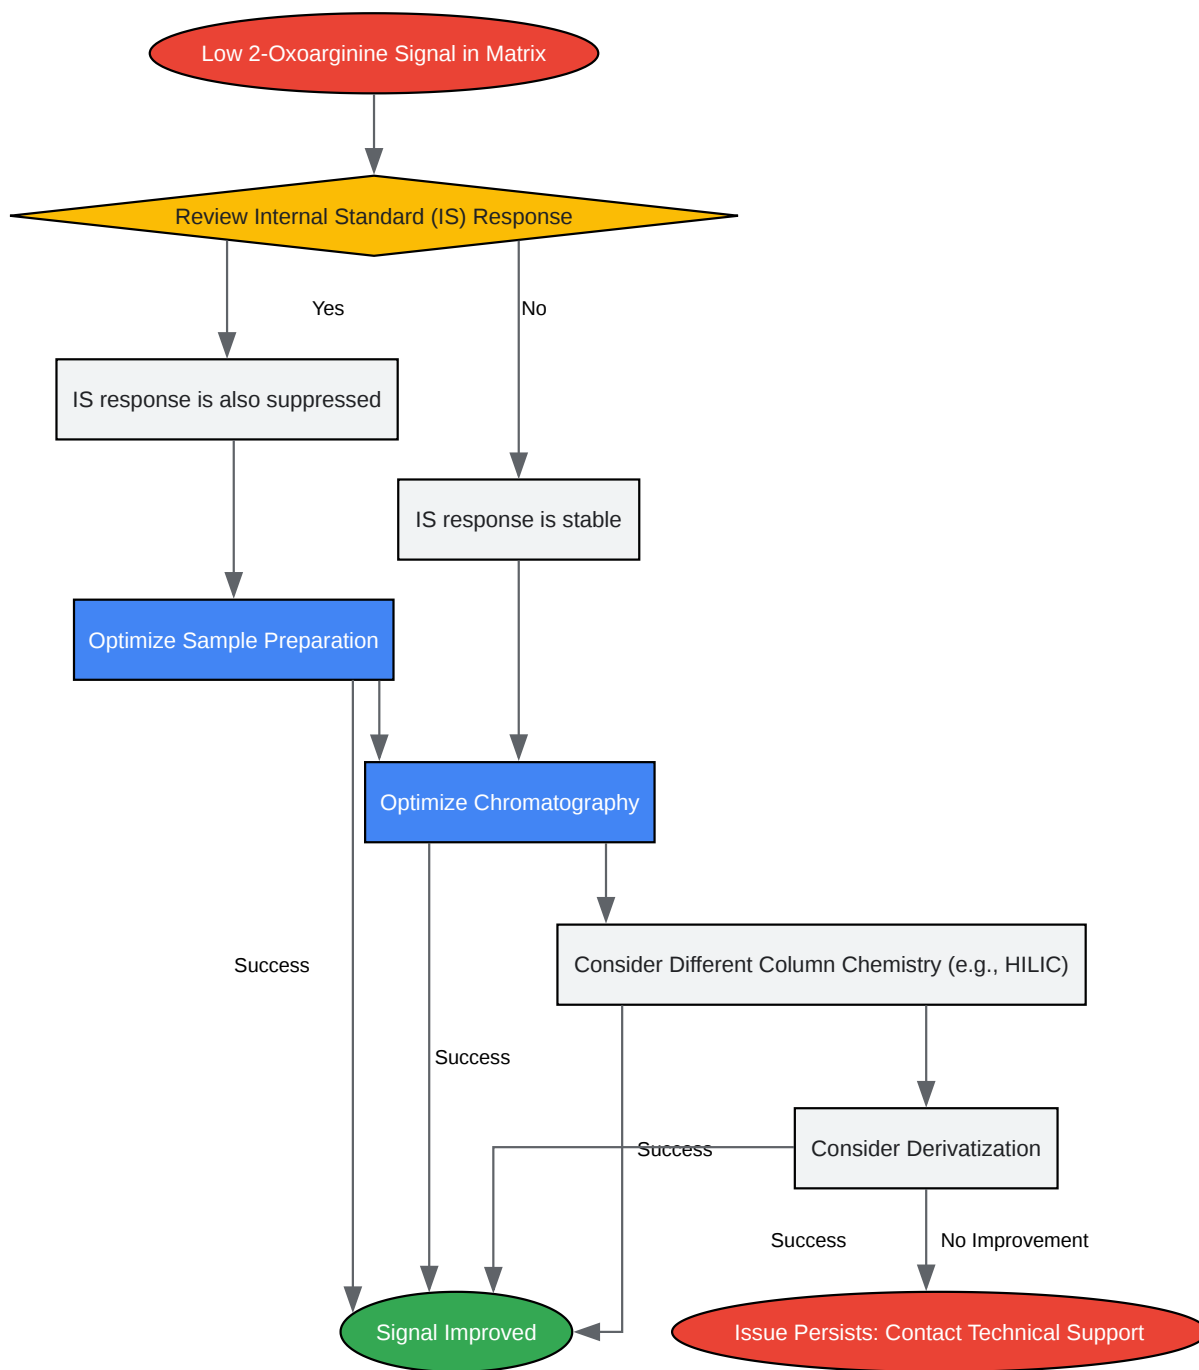 Low 2-Oxoarginine Signal in Matrix
Review Internal Standard (IS) Response
Yes
No
IS response is also suppressed
IS response is stable
Optimize Sample Preparation
Optimize Chromatography
Success
Consider Different Column Chemistry (e.g., HILIC)
Success
Success
Consider Derivatization
Success
No Improvement
Signal Improved
Issue Persists: Contact Technical Support